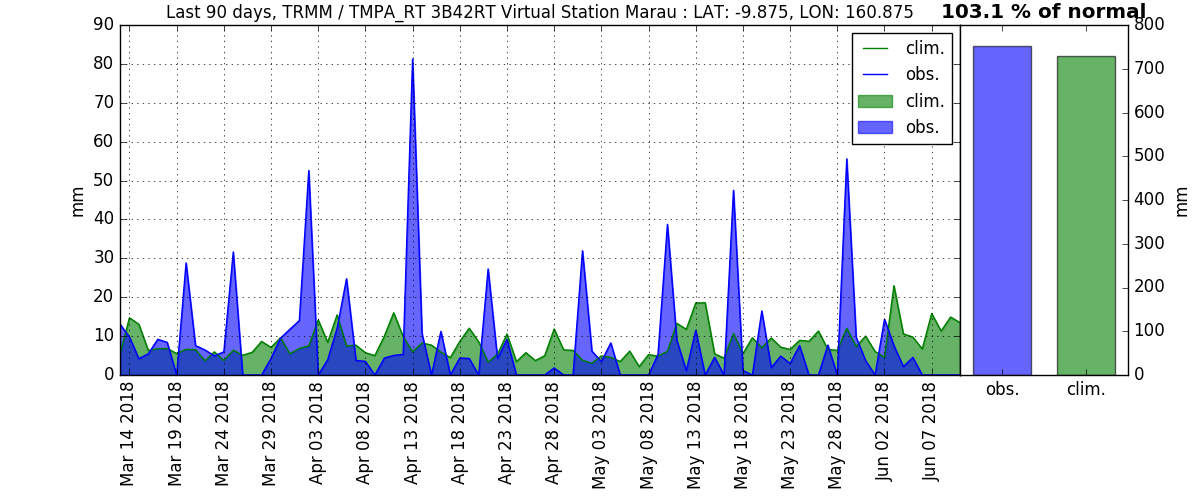 Last 90 days, TRMM / TMPA_RT 3B42RT Virtual Station Marau : LAT: -9.875, LON: 160.875
103.1 % of normal
mm
90
80
70
60
50
40
30
20
10
0
clim.
obs.
clim.
obs.
Mar 14 2018
Mar 19 2018
Mar 24 2018
Mar 29 2018
Apr 03 2018
Apr 08 2018
Apr 13 2018
Apr 18 2018
Apr 23 2018
Apr 28 2018
May 03 2018
May 08 2018
May 13 2018
May 18 2018
May 23 2018
May 28 2018
Jun 02 2018
Jun 07 2018
800
700
600
500
400
300
200
100
0
mm
obs.
clim.